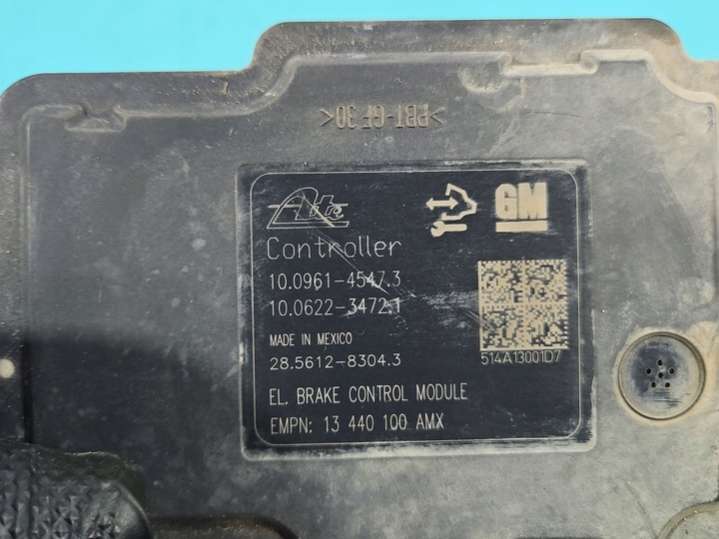 >PBT-GF30<
Ate
GM
Controller
10.0961-4547.3
10.0622-3472.1
MADE IN MEXICO
28.5612-8304.3
514A13001D7
EL. BRAKE CONTROL MODULE
EMPN: 13 440 100 AMX